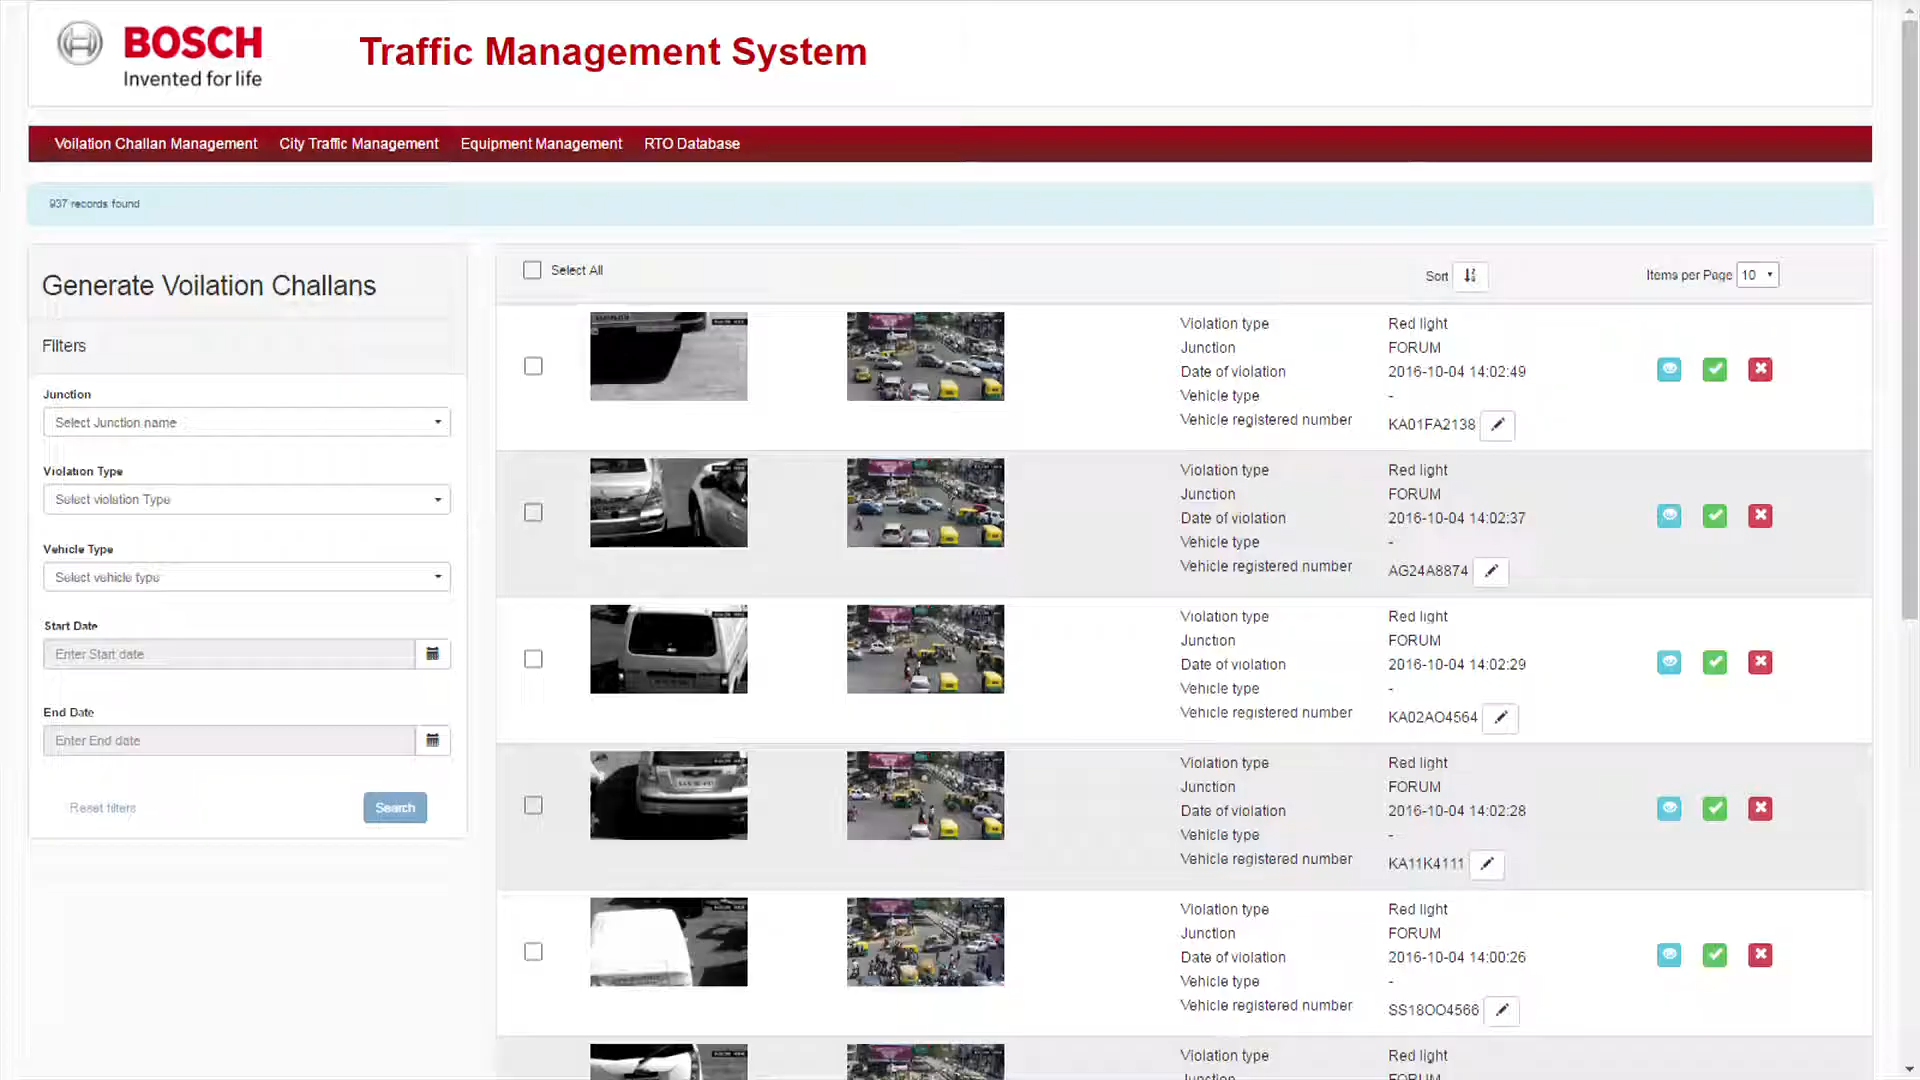 BOSCH
Invented for life
Traffic Management System
Voilation Challan Management City Traffic Management Equipment Management RTO Database
937 records found
Generate Voilation Challans
Filters
Junction
Select Junction name
Violation Type
Select violation Type
Vehicle Type
Select vehicle type
Start Date
Enter Start date
End Date
Enter End date
Reset filters Search
Select All Sort Items per Page 10
Violation type Red light
Junction FORUM
Date of violation 2016-10-04 14:02:49
Vehicle type -
Vehicle registered number KA01FA2138
Violation type Red light
Junction FORUM
Date of violation 2016-10-04 14:02:37
Vehicle type -
Vehicle registered number AG24A8874
Violation type Red light
Junction FORUM
Date of violation 2016-10-04 14:02:29
Vehicle type -
Vehicle registered number KA02AO4564
Violation type Red light
Junction FORUM
Date of violation 2016-10-04 14:02:28
Vehicle type -
Vehicle registered number KA11K4111
Violation type Red light
Junction FORUM
Date of violation 2016-10-04 14:00:26
Vehicle type -
Vehicle registered number SS18OO4566
Violation type Red light
Junction FORUM